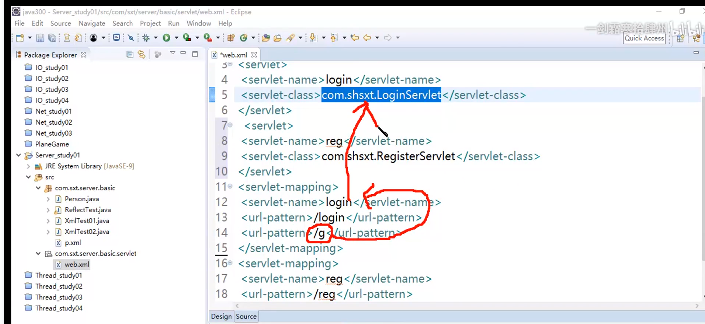 java300 - Server_study01/src/com/sxt/server/basic/servlet/web.xml - Eclipse
File Edit Source Navigate Search Project Run Window Help
Quick Access
Package Explorer
IO_study01
IO_study02
IO_study03
IO_study04
Net_study01
Net_study02
Net_study03
PlaneGame
Server_study01
JRE System Library [JavaSE-9]
src
com.sxt.server.basic
Person.java
ReflectTest.java
XmlTest01.java
XmlTest02.java
p.xml
com.sxt.server.basic.servlet
web.xml
Thread_study01
Thread_study02
Thread_study03
Thread_study04
*web.xml
3 <servlet>
4 <servlet-name>login</servlet-name>
5 <servlet-class>com.shsxt.LoginServlet</servlet-class>
6 </servlet>
7 <servlet>
8 <servlet-name>reg</servlet-name>
9 <servlet-class>com.shsxt.RegisterServlet</servlet-class>
10 </servlet>
11 <servlet-mapping>
12 <servlet-name>login</servlet-name>
13 <url-pattern>/login</url-pattern>
14 <url-pattern>/g</url-pattern>
15 </servlet-mapping>
16 <servlet-mapping>
17 <servlet-name>reg</servlet-name>
18 <url-pattern>/reg</url-pattern>
Design Source